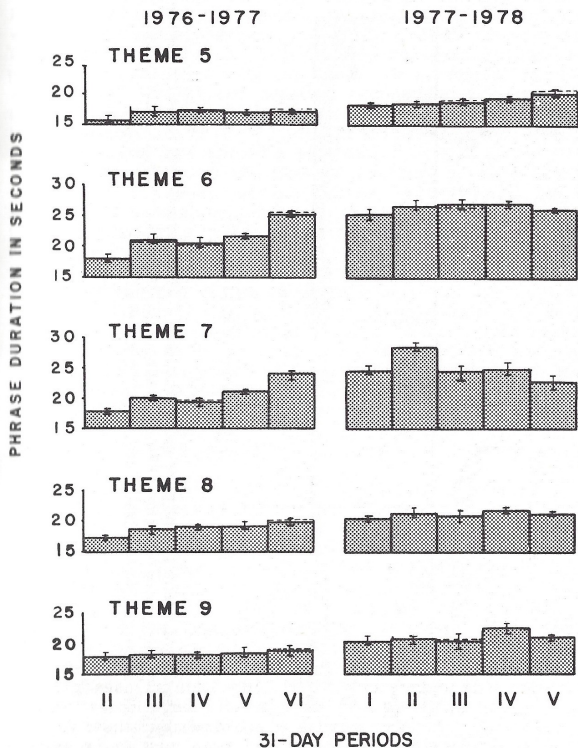 1976-1977 1977-1978
THEME 5
25
20
15
THEME 6
30
25
20
15
THEME 7
30
25
20
15
THEME 8
25
20
15
THEME 9
25
20
15
PHRASE DURATION IN SECONDS
II III IV V VI I II III IV V
31-DAY PERIODS